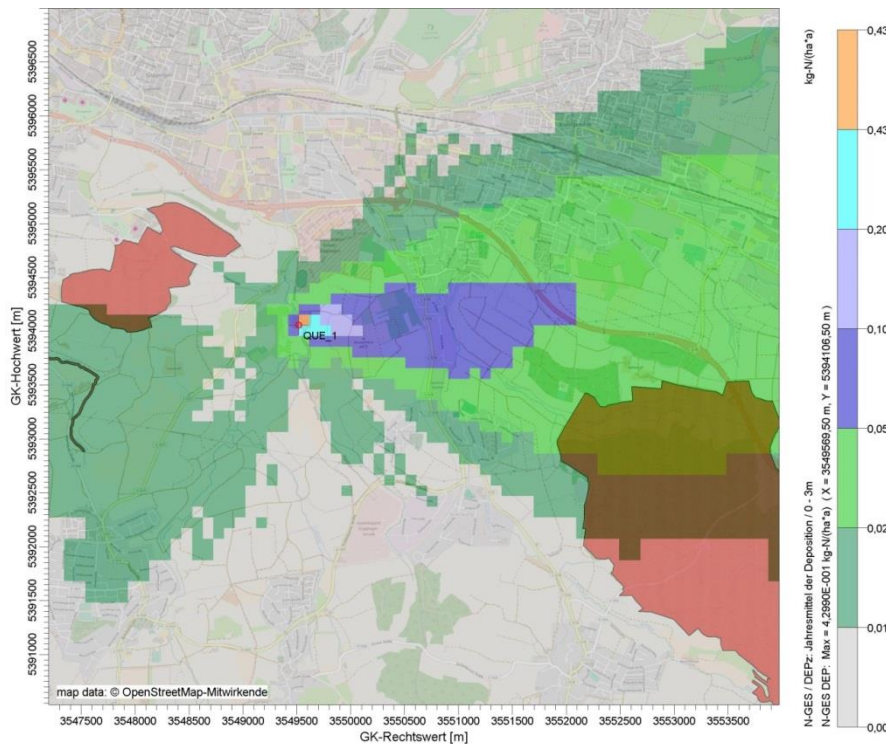 kg-N/(ha*a)
0,43
0,43
0,20
0,10
0,05
0,02
0,01
0,00
N-GES / DEPz: Jahresmittel der Deposition / 0 - 3m
N-GES DEP: Max = 4,2990E-001 kg-N/(ha*a) ( X = 3549569,50 m, Y = 5394106,50 m)
GK-Hochwert [m]
5396500
5396000
5395500
5395000
5394500
5394000
5393500
5393000
5392500
5392000
5391500
5391000
QUE_1
map data: © OpenStreetMap-Mitwirkende
3547500 3548000 3548500 3549000 3549500 3550000 3550500 3551000 3551500 3552000 3552500 3553000 3553500
GK-Rechtswert [m]